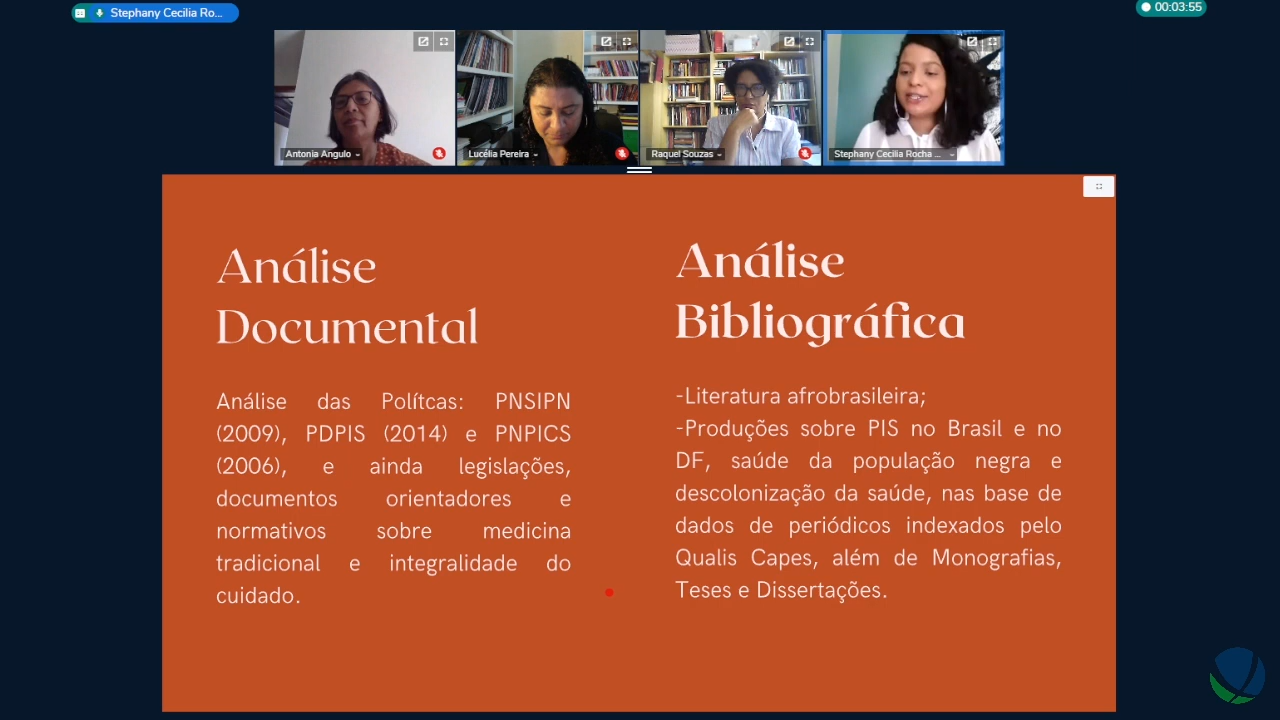 Stephany Cecilia Ro...
00:03:55
Antonia Angulo
Lucélia Pereira
Raquel Souzas
Stephany Cecilia Rocha ...
Análise
Documental
Análise das Polítcas: PNSIPN
(2009), PDPIS (2014) e PNPICS
(2006), e ainda legislações,
documentos orientadores e
normativos sobre medicina
tradicional e integralidade do
cuidado.
Análise
Bibliográfica
-Literatura afrobrasileira;
-Produções sobre PIS no Brasil e no
DF, saúde da população negra e
descolonização da saúde, nas base de
dados de periódicos indexados pelo
Qualis Capes, além de Monografias,
Teses e Dissertações.